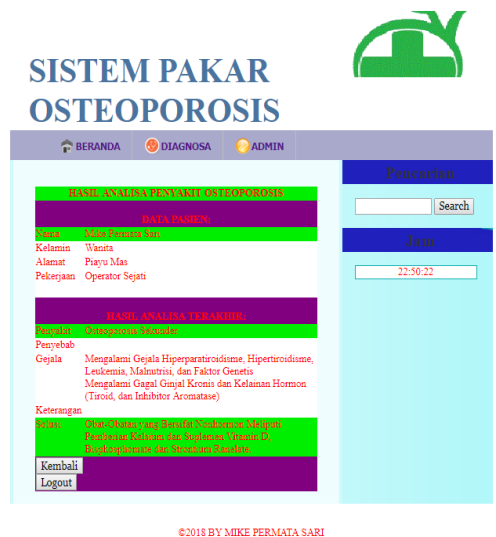 SISTEM PAKAR
OSTEOPOROSIS
BERANDA DIAGNOSA ADMIN
HASIL ANALISA PENYAKIT OSTEOPOROSIS
DATA PASIEN:
Nama Mike Permata Sari
Kelamin Wanita
Alamat Piayu Mas
Pekerjaan Operator Sejati
HASIL ANALISA TERAKHIR:
Penyakit Osteoporosis Sekunder
Penyebab
Gejala Mengalami Gejala Hiperparatiroidisme, Hipertiroidisme,
Leukemia, Malnutrisi, dan Faktor Genetis
Mengalami Gagal Ginjal Kronis dan Kelainan Hormon
(Tiroid, dan Inhibitor Aromatase)
Keterangan
Solusi Obat-Obatan yang Bersifat Nonhormon Meliputi
Pemberian Kalsium dan Suplemen Vitamin D,
Bisphosphonate dan Strontium Ranelate
Kembali
Logout
Pencarian
Search
Jam
22:50:22
©2018 BY MIKE PERMATA SARI